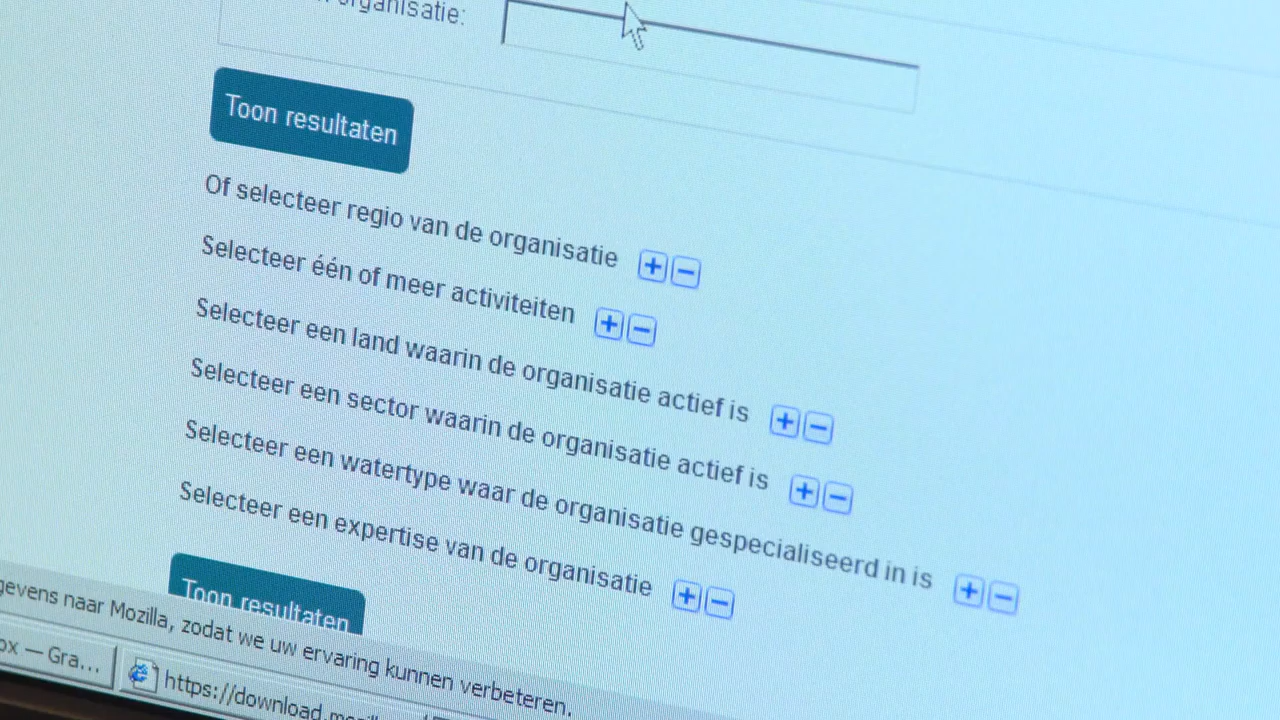 organisatie:
Toon resultaten
Of selecteer regio van de organisatie
Selecteer één of meer activiteiten
Selecteer een land waarin de organisatie actief is
Selecteer een sector waarin de organisatie actief is
Selecteer een watertype waar de organisatie gespecialiseerd in is
Selecteer een expertise van de organisatie
Toon resultaten
gevens naar Mozilla, zodat we uw ervaring kunnen verbeteren.
ox — Gra...
https://download.mozill